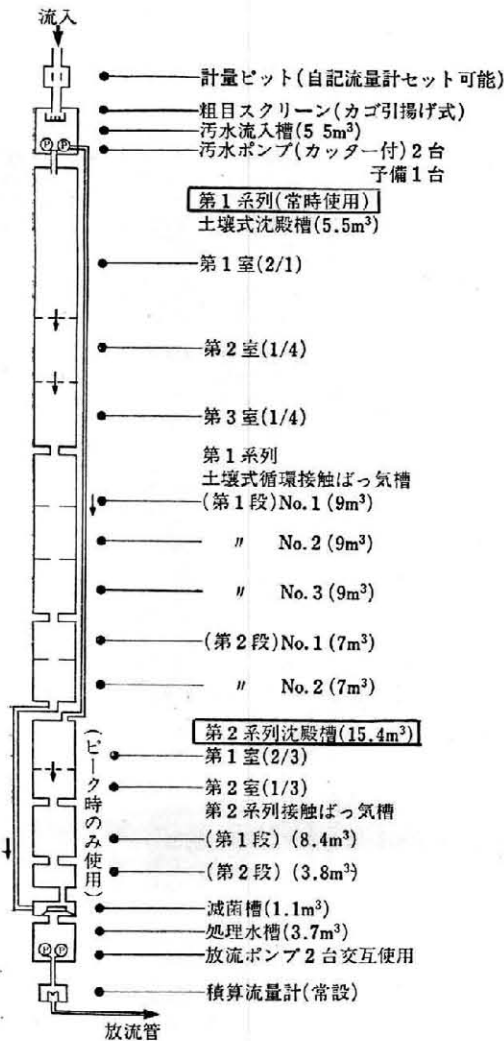 流入
計量ピット(自記流量計セット可能)
粗目スクリーン(カゴ引揚げ式)
汚水流入槽(5 5m³)
汚水ポンプ(カッター付)2台
子備1台
第1系列(常時使用)
土壌式沈殿槽(5.5m³)
第1室(2/1)
第2室(1/4)
第3室(1/4)
第1系列
土壌式循環接触ばっ気槽
(第1段)No.1(9m³)
〃 No.2(9m³)
〃 No.3(9m³)
(第2段)No.1(7m³)
〃 No.2(7m³)
第2系列沈殿槽(15.4m³)
第1室(2/3)
第2室(1/3)
第2系列接触ばっ気槽
(第1段)(8.4m³)
(第2段)(3.8m³)
(ピーク時のみ使用)
滅菌槽(1.1m³)
処理水槽(3.7m³)
放流ポンプ2台交互使用
積算流量計(常設)
放流管
P P
P P
M